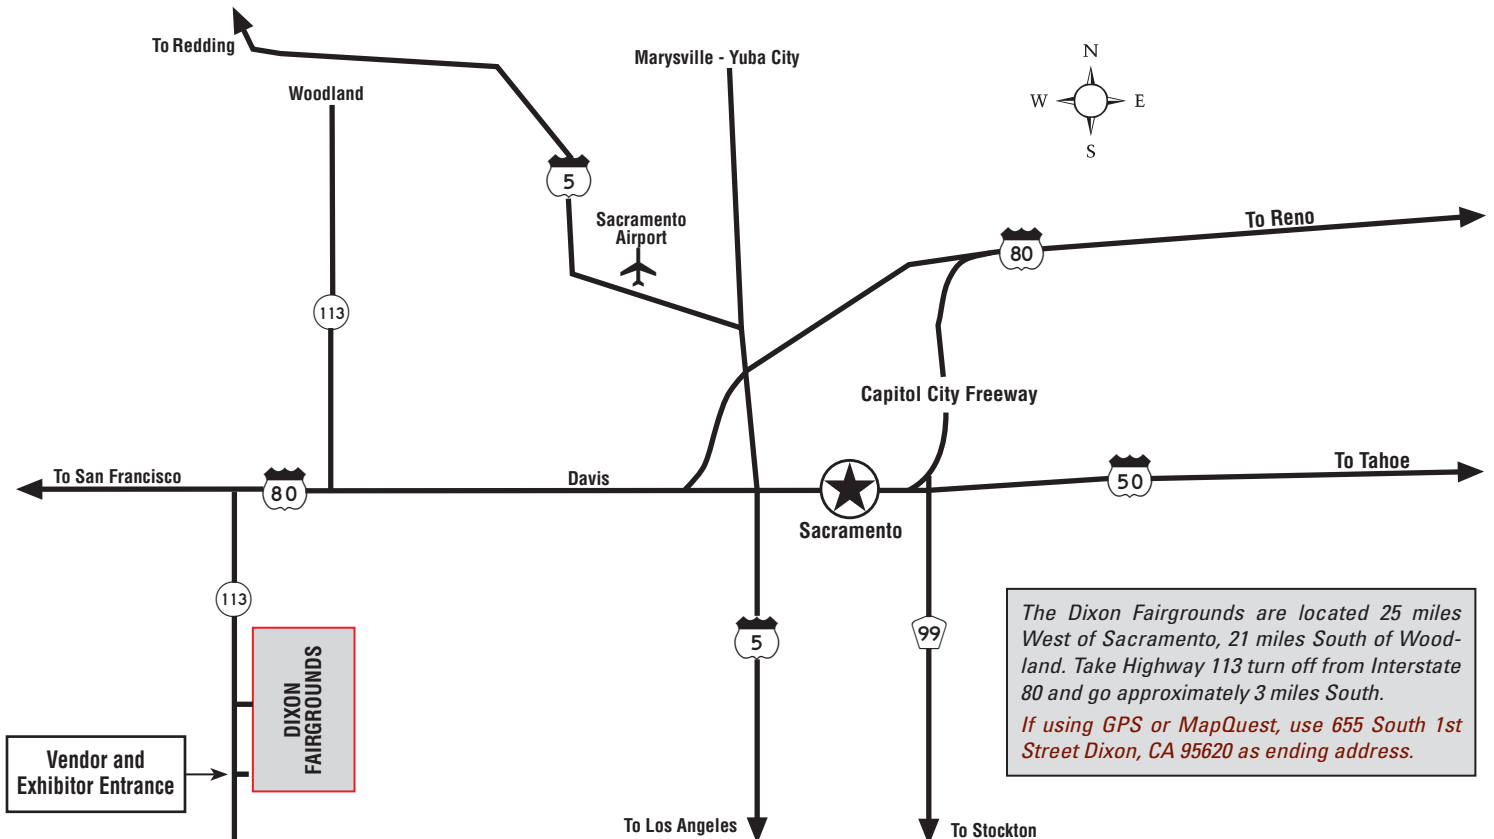 To Redding
Marysville - Yuba City
N
Woodland
W
E
S
5
Sacramento
Airport
To Reno
80
113
Capitol City Freeway
To San Francisco
80
Davis
To Tahoe
50
Sacramento
113
5
99
DIXON
FAIRGROUNDS
Vendor and
Exhibitor Entrance
The Dixon Fairgrounds are located 25 miles
West of Sacramento, 21 miles South of Wood-
land. Take Highway 113 turn off from Interstate
80 and go approximately 3 miles South.
If using GPS or MapQuest, use 655 South 1st
Street Dixon, CA 95620 as ending address.
To Los Angeles
To Stockton